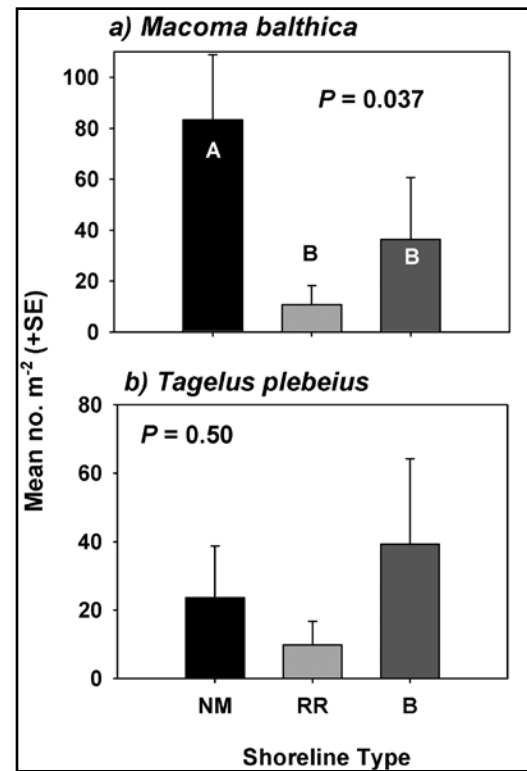 a) Macoma balthica
100
80
60
40
20
0
P = 0.037
A
B
B
b) Tagelus plebeius
80
60
40
20
0
P = 0.50
NM RR B
Shoreline Type
Mean no. m⁻² (+SE)